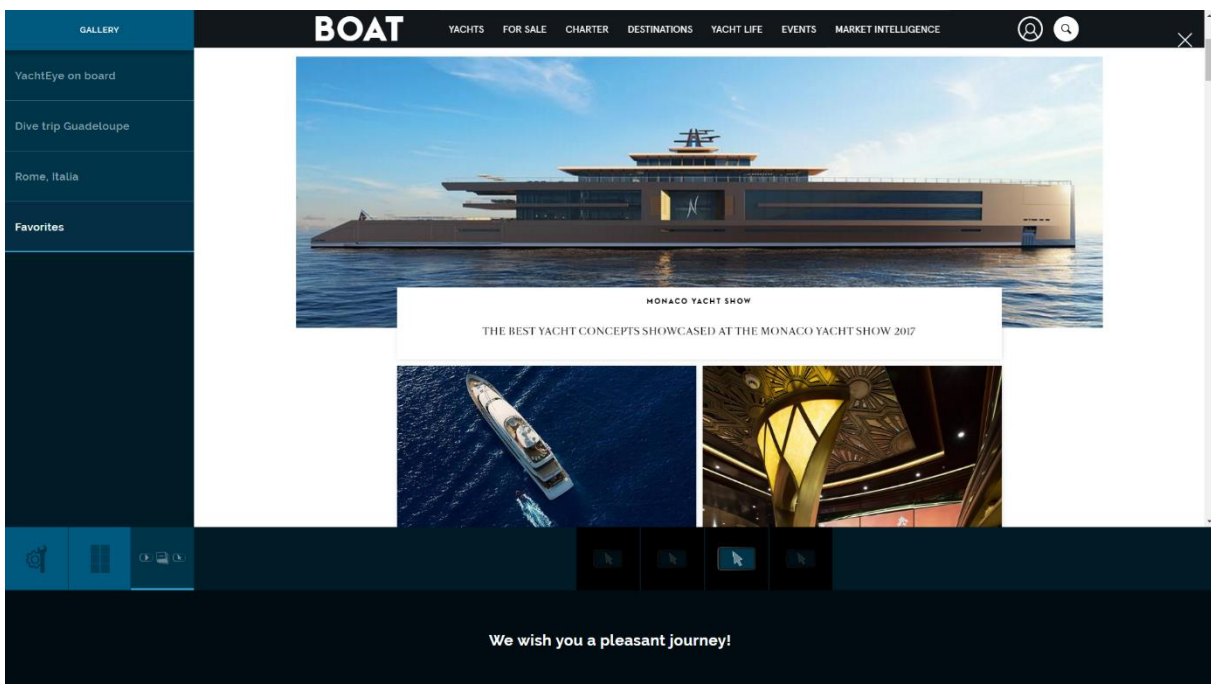 GALLERY
BOAT
YACHTS FOR SALE CHARTER DESTINATIONS YACHT LIFE EVENTS MARKET INTELLIGENCE
YachtEye on board
Dive trip Guadeloupe
Rome, Italia
Favorites
N
MONACO YACHT SHOW
THE BEST YACHT CONCEPTS SHOWCASED AT THE MONACO YACHT SHOW 2017
We wish you a pleasant journey!